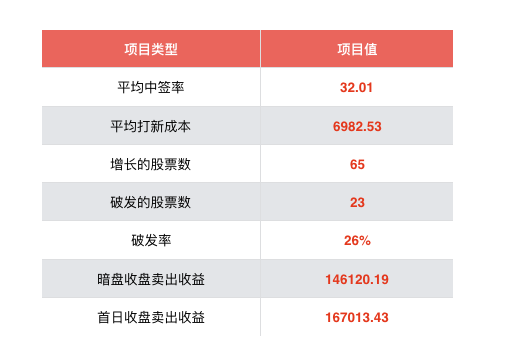 项目类型 项目值
平均中签率 32.01
平均打新成本 6982.53
增长的股票数 65
破发的股票数 23
破发率 26%
暗盘收盘卖出收益 146120.19
首日收盘卖出收益 167013.43